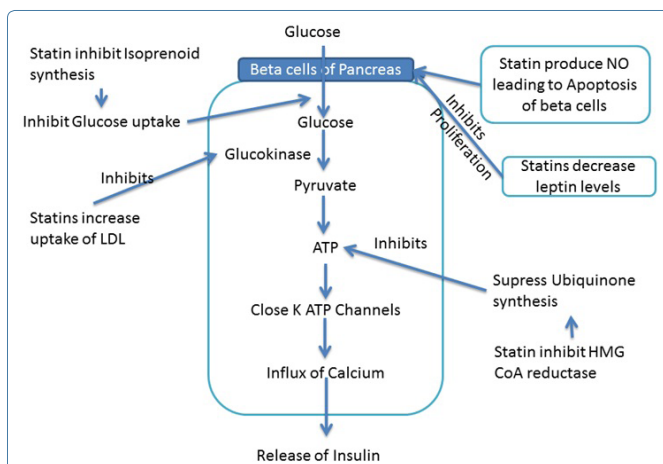 Glucose
Statin inhibit Isoprenoid
synthesis
Beta cells of Pancreas
Statin produce NO
leading to Apoptosis
of beta cells
Inhibit Glucose uptake
Glucose
Inhibits
Proliferation
Glucokinase
Inhibits
Statins decrease
leptin levels
Pyruvate
Statins increase
uptake of LDL
ATP
Inhibits
Supress Ubiquinone
synthesis
Close K ATP Channels
Statin inhibit HMG
CoA reductase
Influx of Calcium
Release of Insulin